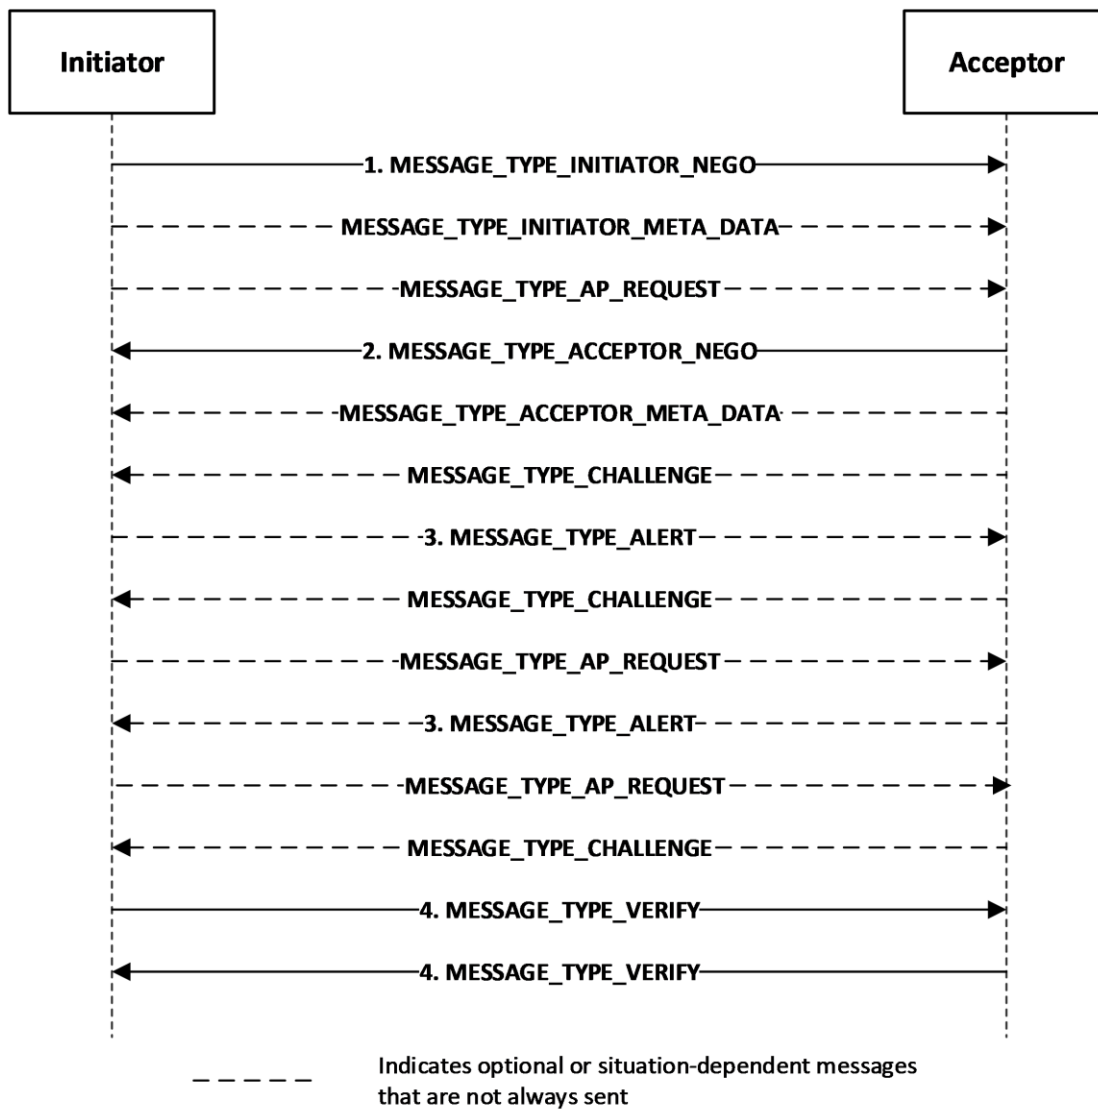 Initiator
Acceptor
1. MESSAGE_TYPE_INITIATOR_NEGO
MESSAGE_TYPE_INITIATOR_META_DATA
MESSAGE_TYPE_AP_REQUEST
2. MESSAGE_TYPE_ACCEPTOR_NEGO
MESSAGE_TYPE_ACCEPTOR_META_DATA
MESSAGE_TYPE_CHALLENGE
3. MESSAGE_TYPE_ALERT
MESSAGE_TYPE_CHALLENGE
MESSAGE_TYPE_AP_REQUEST
3. MESSAGE_TYPE_ALERT
MESSAGE_TYPE_AP_REQUEST
MESSAGE_TYPE_CHALLENGE
4. MESSAGE_TYPE_VERIFY
4. MESSAGE_TYPE_VERIFY
Indicates optional or situation-dependent messages
that are not always sent